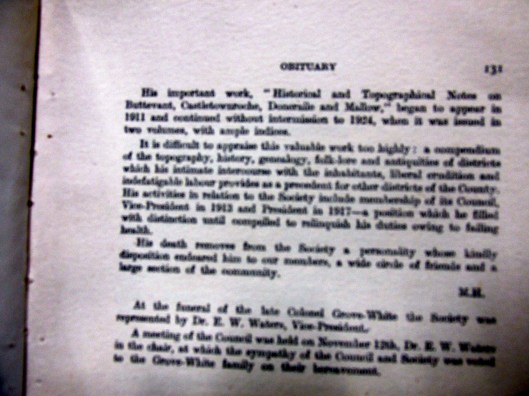 OBITUARY 131
His important work, "Historical and Topographical Notes on
Buttevant, Castletownroche, Doneraile and Mallow," began to appear in
1911 and continued without intermission to 1924, when it was issued in
two volumes, with ample indices.
It is difficult to appraise this valuable work too highly: a compendium
of the topography, history, genealogy, folk-lore and antiquities of districts
which his intimate intercourse with the inhabitants, liberal erudition and
indefatigable labour provides as a precedent for other districts of the County.
His activities in relation to the Society include membership of its Council,
Vice-President in 1913 and President in 1917—a position which he filled
with distinction until compelled to relinquish his duties owing to failing
health.
His death removes from the Society a personality whose kindly
disposition endeared him to our members, a wide circle of friends and a
large section of the community.
M.H.
At the funeral of the late Colonel Grove-White the Society was
represented by Dr. E. W. Waters, Vice-President.
A meeting of the Council was held on November 12th, Dr. E. W. Waters
in the chair, at which the sympathy of the Council and Society was voted
to the Grove-White family on their bereavement.